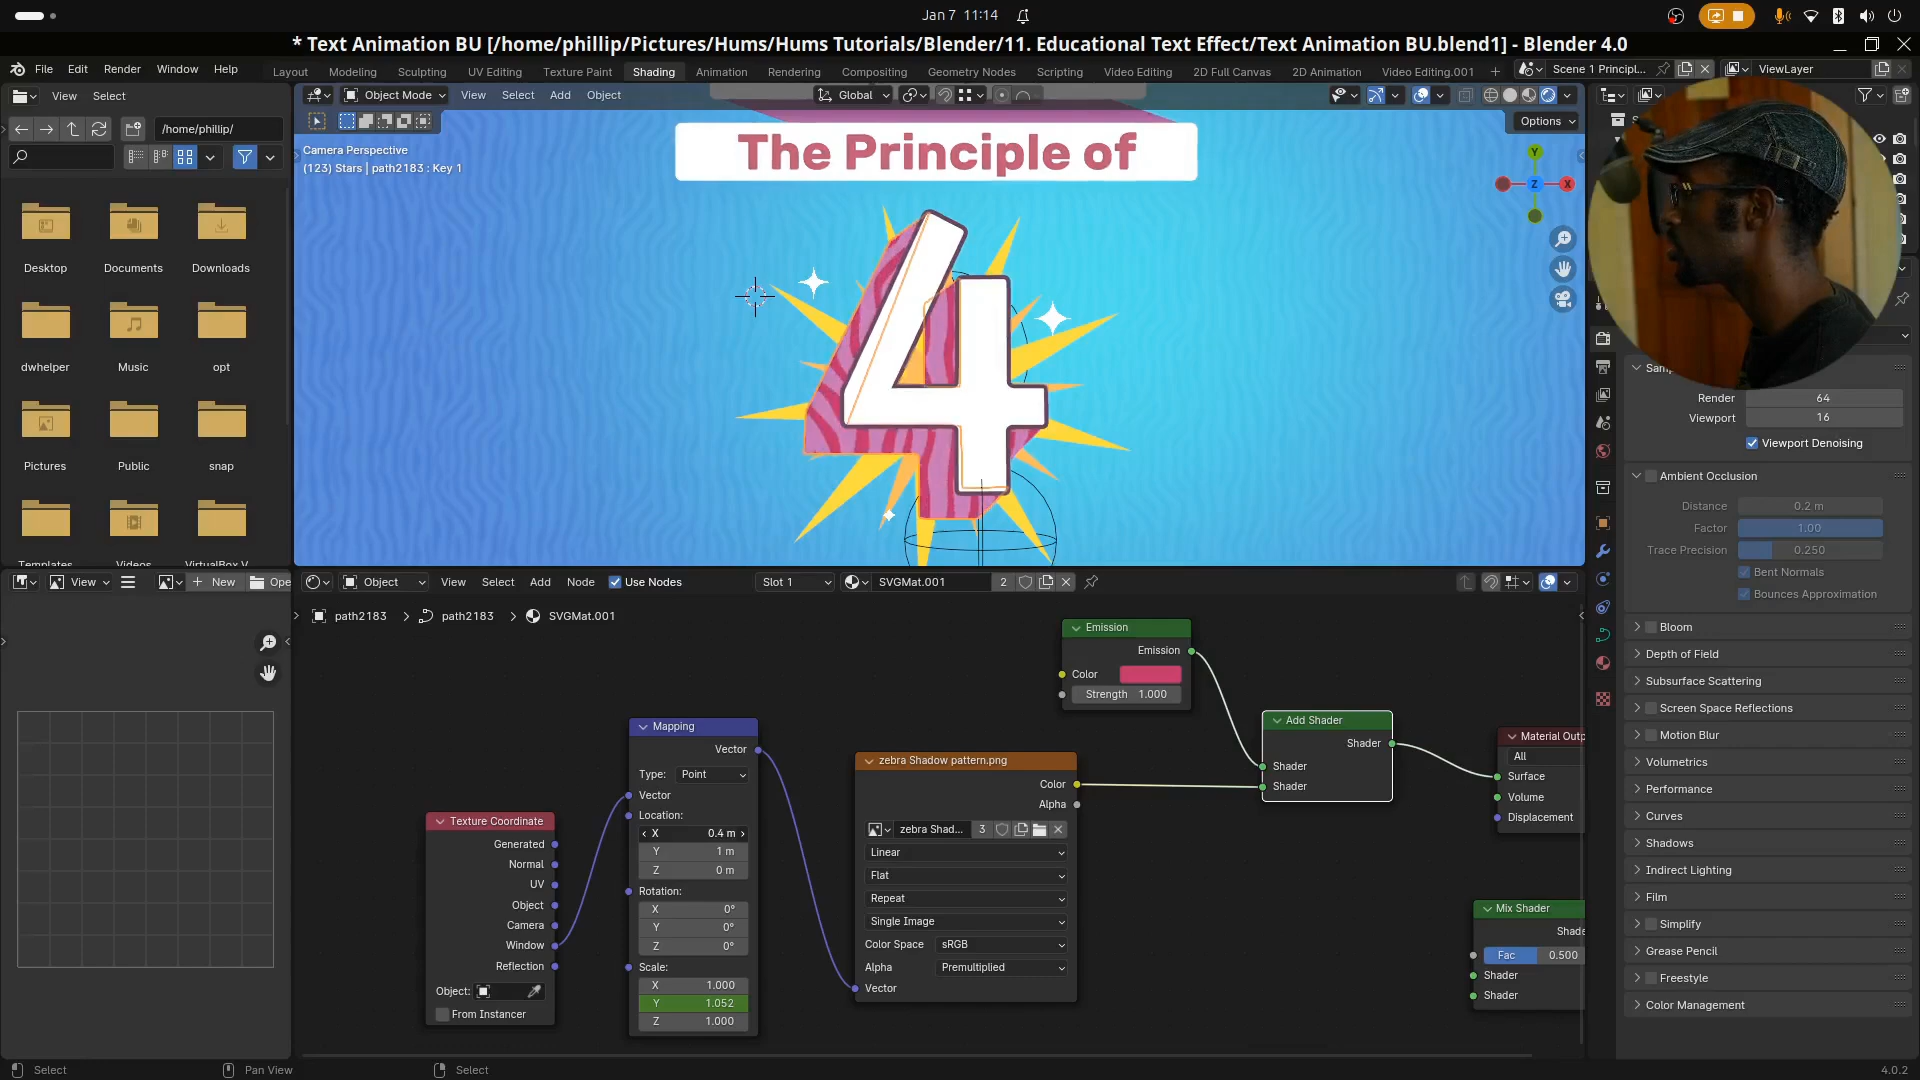 Jan 7 11:14
* Text Animation BU [/home/phillip/Pictures/Hums/Hums Tutorials/Blender/11. Educational Text Effect/Text Animation BU.blend1] - Blender 4.0
File Edit Render Window Help
Layout Modeling Sculpting UV Editing Texture Paint Shading Animation Rendering Compositing Geometry Nodes Scripting Video Editing 2D Full Canvas 2D Animation Video Editing.001
Scene 1 Principl...
ViewLayer
View Select
Object Mode View Select Add Object
Global
/home/phillip/
Options
Camera Perspective
(123) Stars | path2183 : Key 1
The Principle of
4
Y
X
Z
Desktop Documents Downloads
dwhelper Music opt
Pictures Public snap
Templates Videos VirtualBox V
Render 64
Viewport 16
Viewport Denoising
Ambient Occlusion
Distance 0.2 m
Factor 1.00
Trace Precision 0.250
Bent Normals
Bounces Approximation
Bloom
Depth of Field
Subsurface Scattering
Screen Space Reflections
Motion Blur
Volumetrics
Performance
Curves
Shadows
Indirect Lighting
Film
Simplify
Grease Pencil
Freestyle
Color Management
View
New
Ope
Object View Select Add Node Use Nodes Slot 1 SVGMat.001 2
path2183 > path2183 > SVGMat.001
Emission
Emission
Color
Strength 1.000
Mapping
Vector
Type: Point
Vector
Location:
X 0.4 m
Y 1 m
Z 0 m
Rotation:
X 0°
Y 0°
Z 0°
Scale:
X 1.000
Y 1.052
Z 1.000
Texture Coordinate
Generated
Normal
UV
Object
Camera
Window
Reflection
Object:
From Instancer
zebra Shadow pattern.png
Color
Alpha
zebra Shad... 3
Linear
Flat
Repeat
Single Image
Color Space sRGB
Alpha Premultiplied
Vector
Add Shader
Shader
Shader
Shader
Material Outp
All
Surface
Volume
Displacement
Mix Shader
Shade
Fac 0.500
Shader
Shader
Select Pan View Select
4.0.2